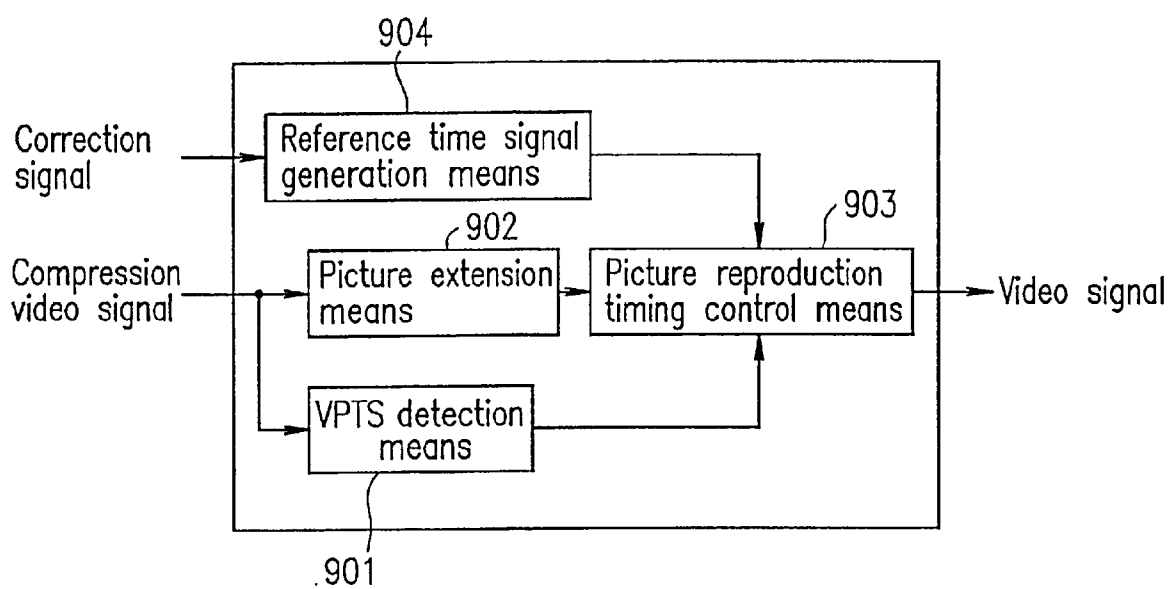 904
Correction
signal
Reference time signal
generation means
902
903
Compression
video signal
Picture extension
means
Picture reproduction
timing control means
Video signal
VPTS detection
means
901